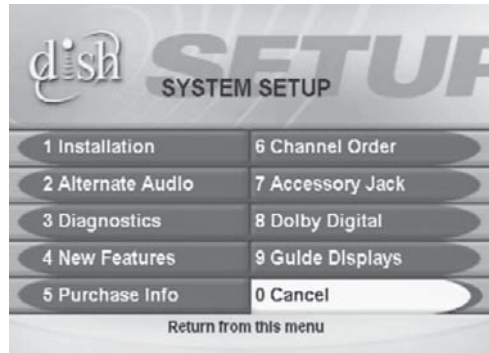 dish
SETUP
SYSTEM SETUP
1 Installation
2 Alternate Audio
3 Diagnostics
4 New Features
5 Purchase Info
6 Channel Order
7 Accessory Jack
8 Dolby Digital
9 Guide Displays
0 Cancel
Return from this menu